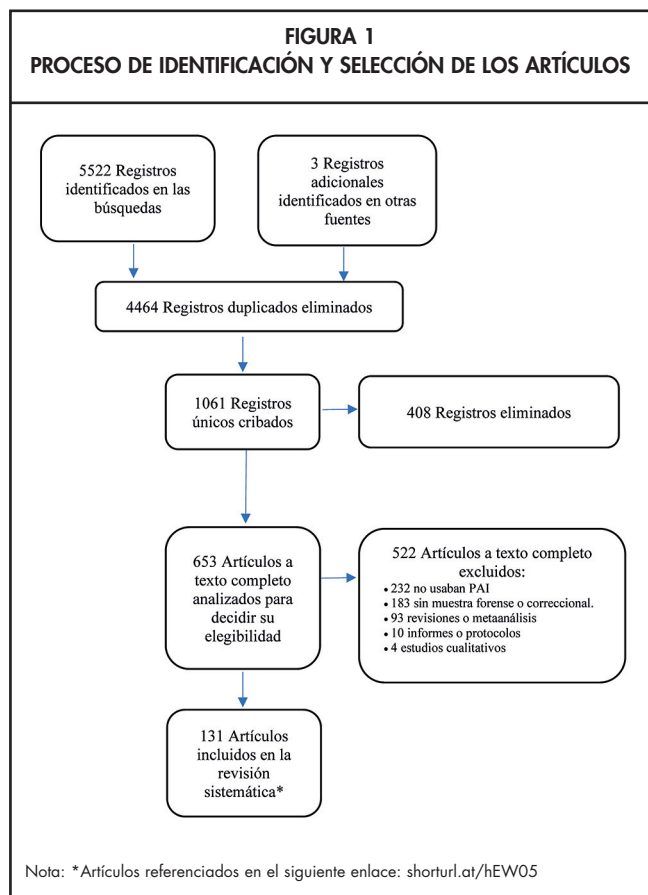 FIGURA 1
PROCESO DE IDENTIFICACIÓN Y SELECCIÓN DE LOS ARTÍCULOS
5522 Registros
identificados en las
búsquedas
3 Registros
adicionales
identificados en otras
fuentes
4464 Registros duplicados eliminados
1061 Registros
únicos cribados
408 Registros eliminados
653 Artículos a
texto completo
analizados para
decidir su
elegibilidad
522 Artículos a texto completo
excluidos:
• 232 no usaban PAI
• 183 sin muestra forense o correccional.
• 93 revisiones o metaanálisis
• 10 informes o protocolos
• 4 estudios cualitativos
131 Artículos
incluidos en la
revisión
sistemática*
Nota: *Artículos referenciados en el siguiente enlace: shorturl.at/hEW05